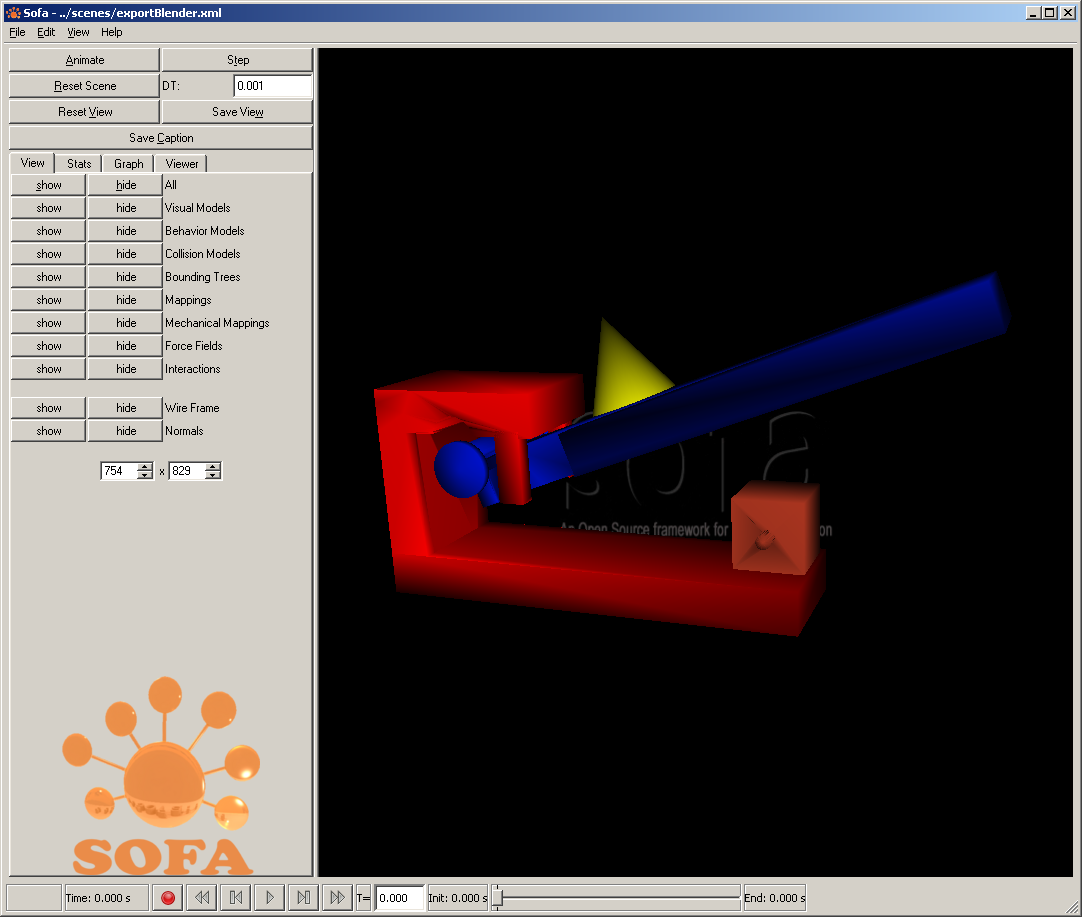 Sofa - ../scenes/exportBlender.xml
File Edit View Help
Animate Step
Reset Scene DT: 0.001
Reset View Save View
Save Caption
View Stats Graph Viewer
show hide All
show hide Visual Models
show hide Behavior Models
show hide Collision Models
show hide Bounding Trees
show hide Mappings
show hide Mechanical Mappings
show hide Force Fields
show hide Interactions
show hide Wire Frame
show hide Normals
754 x 829
An Open Source framework for
SOFA
Time: 0.000 s T= 0.000 Init: 0.000 s End: 0.000 s